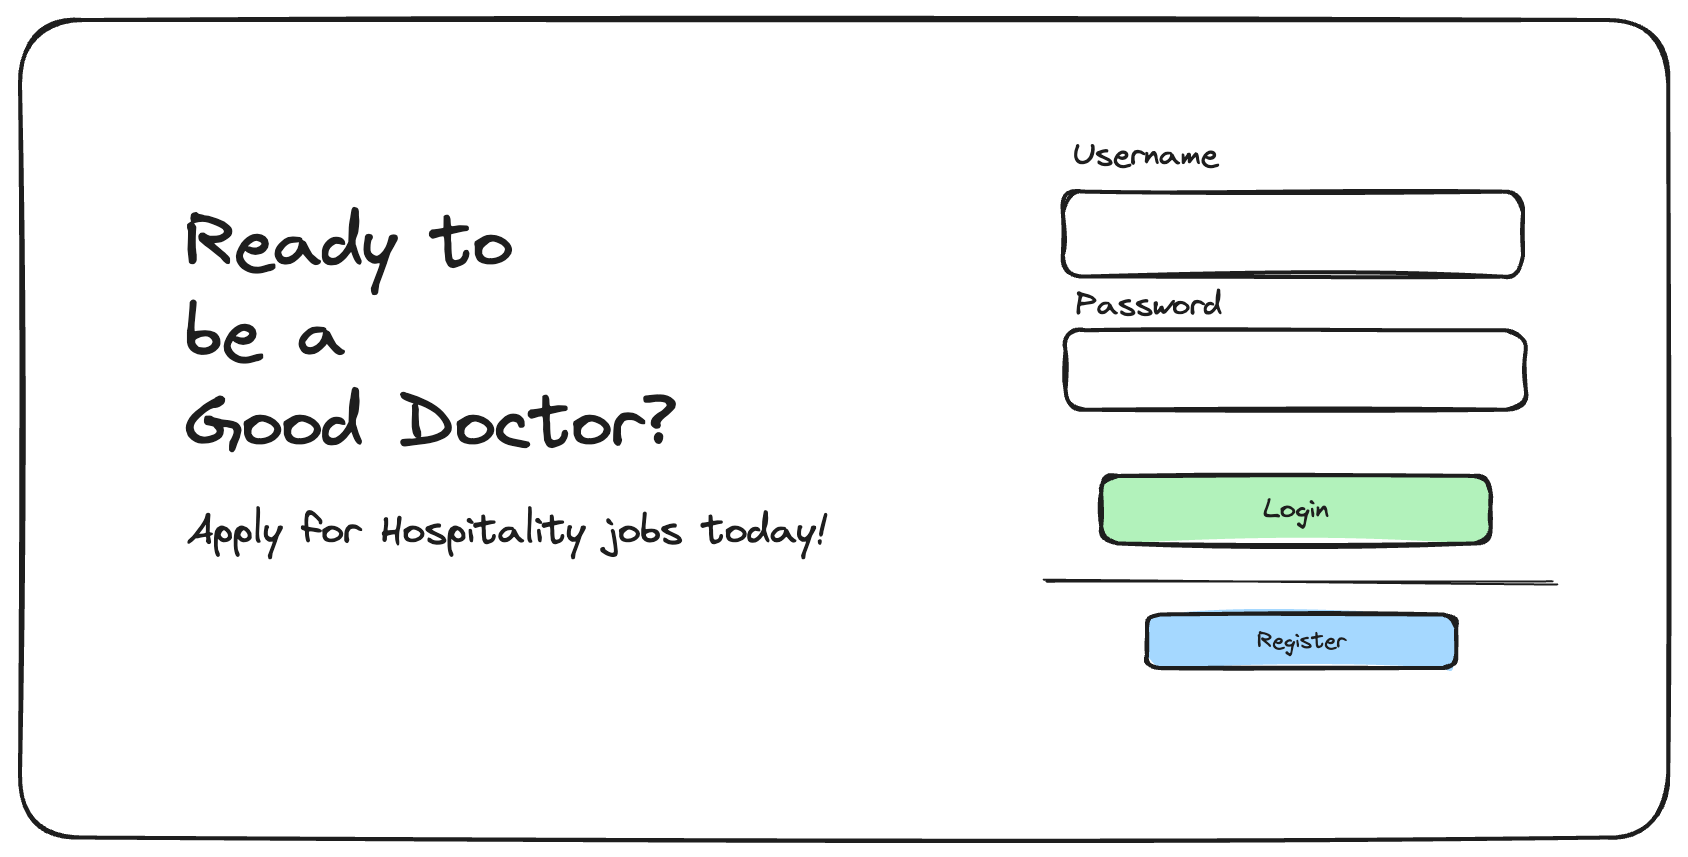 Ready to
be a
Good Doctor?
Apply for Hospitality jobs today!
Username
Password
Login
Register